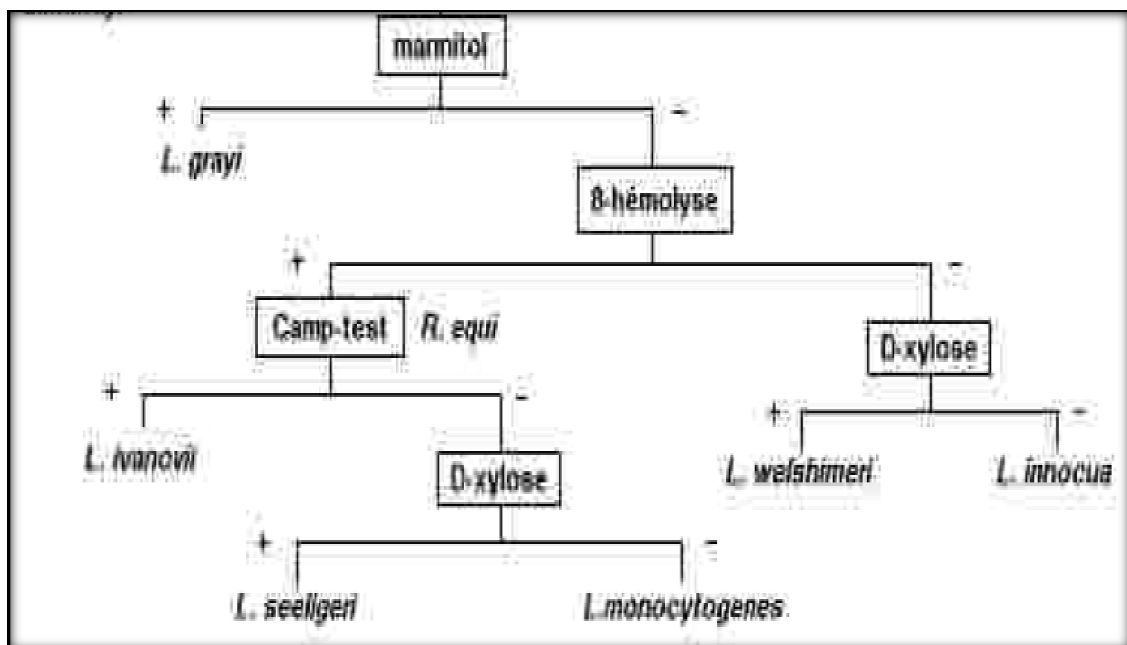 mannitol
+ -
L. grayi
β-hémolyse
+ -
Camp-test R. equi
D-xylose
+ -
+ -
L. ivanovii
D-xylose
L. welshimeri
L. innocua
+ -
L. seeligeri
L.monocytogenes